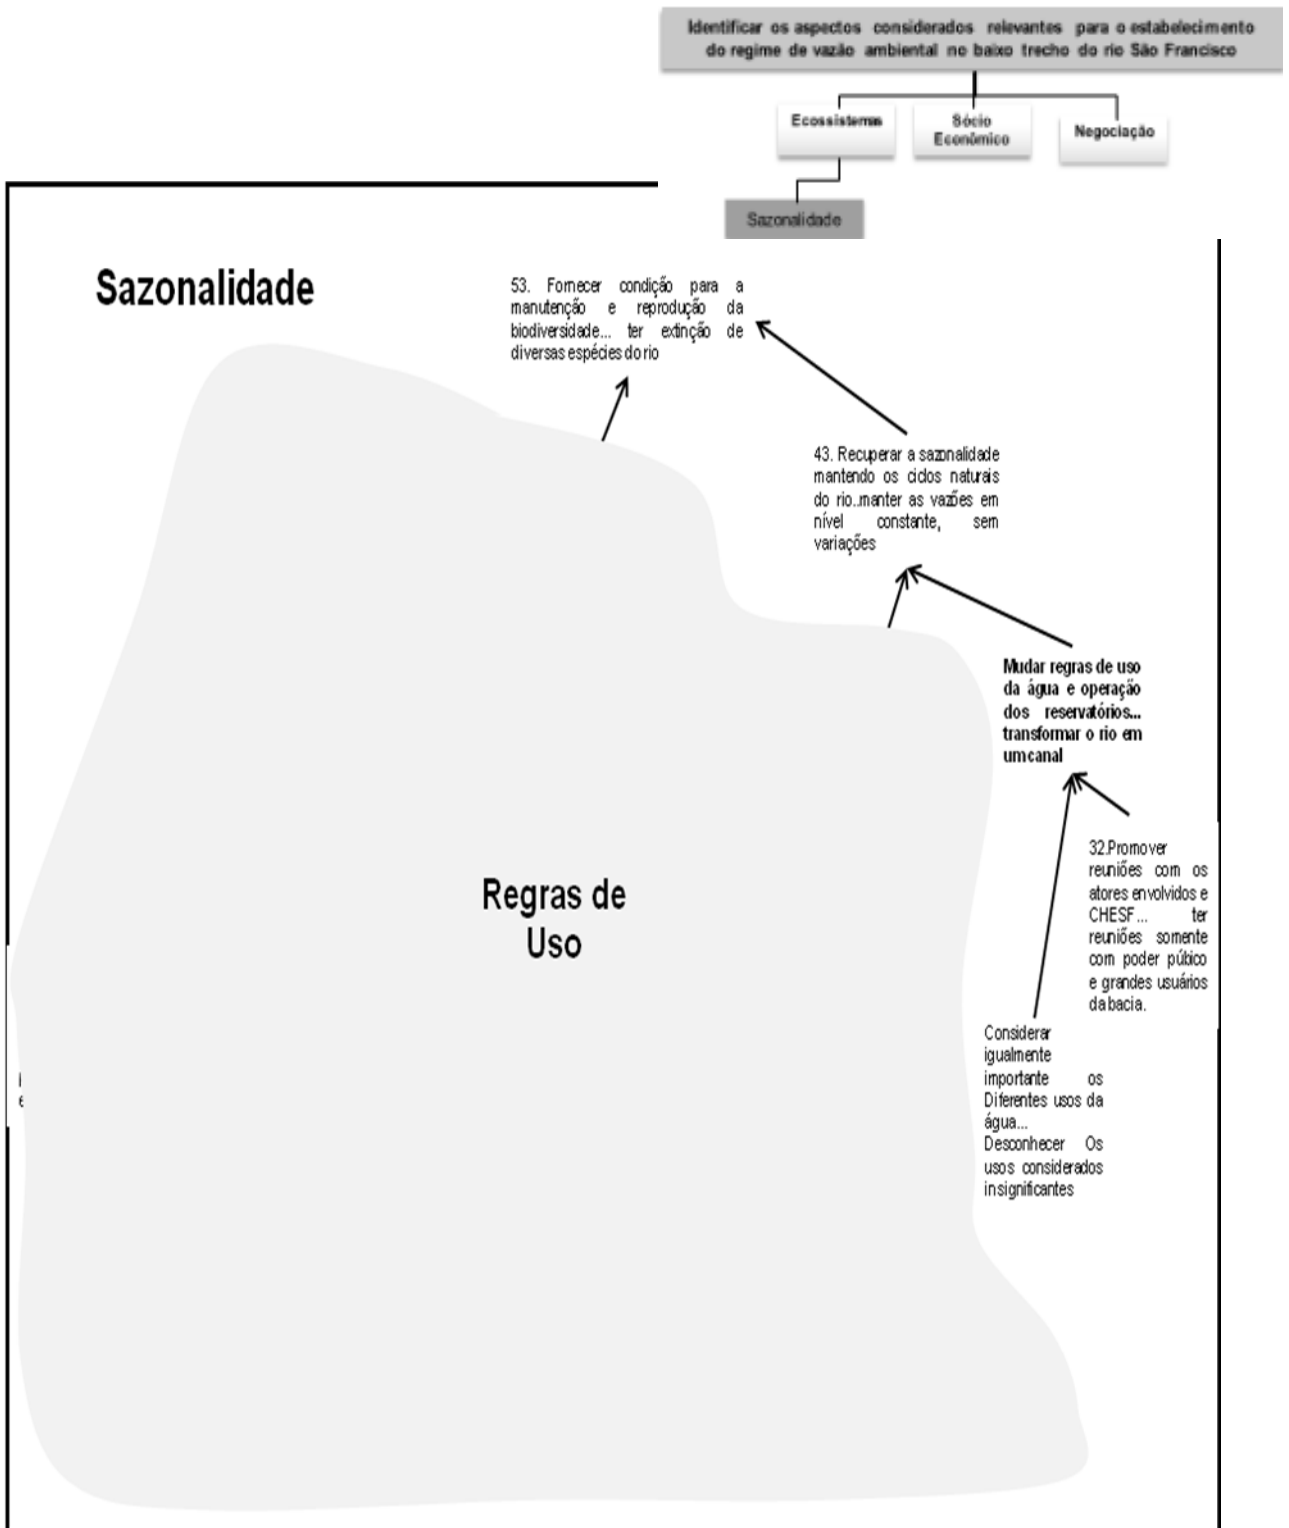 Identificar os aspectos considerados relevantes para o estabelecimento
do regime de vazão ambiental no baixo trecho do rio São Francisco
Ecossistemas
Sócio
Econômico
Negociação
Sazonalidade
Sazonalidade
53. Fornecer condição para a
manutenção e reprodução da
biodiversidade... ter extinção de
diversas espécies do rio
43. Recuperar a sazonalidade
mantendo os ciclos naturais
do rio..manter as vazões em
nível constante, sem
variações
Mudar regras de uso
da água e operação
dos reservatórios...
transformar o rio em
um canal
Regras de
Uso
32.Promover
reuniões com os
atores envolvidos e
CHESF... ter
reuniões somente
com poder púbico
e grandes usuários
da bacia.
Considerar
igualmente
importante os
Diferentes usos da
água...
Desconhecer Os
usos considerados
insignificantes